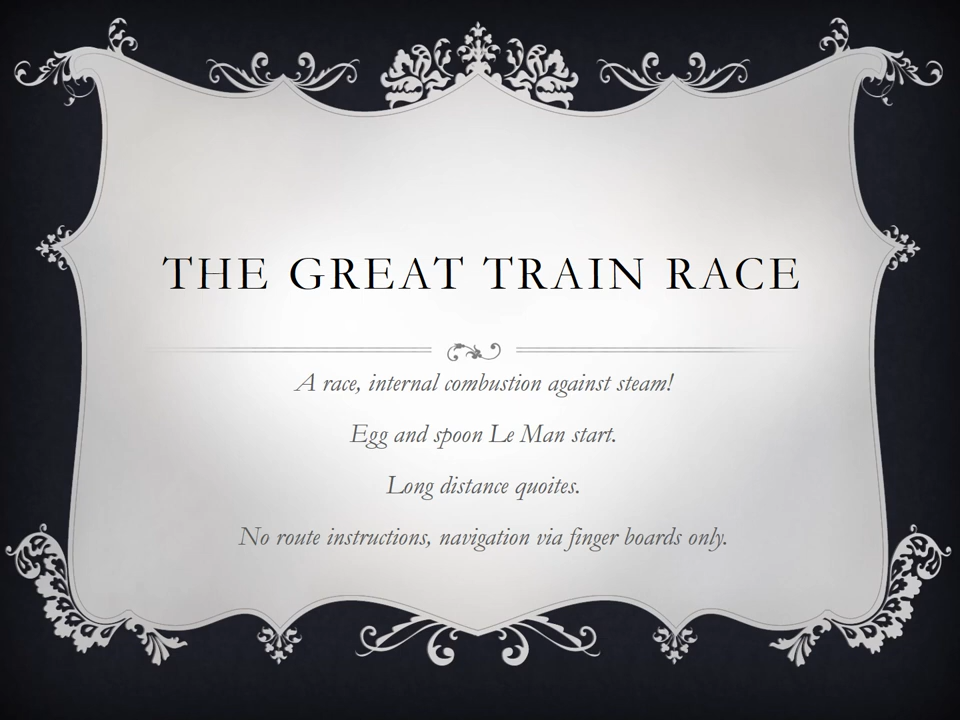 THE GREAT TRAIN RACE
A race, internal combustion against steam!
Egg and spoon Le Man start.
Long distance quoites.
No route instructions, navigation via finger boards only.